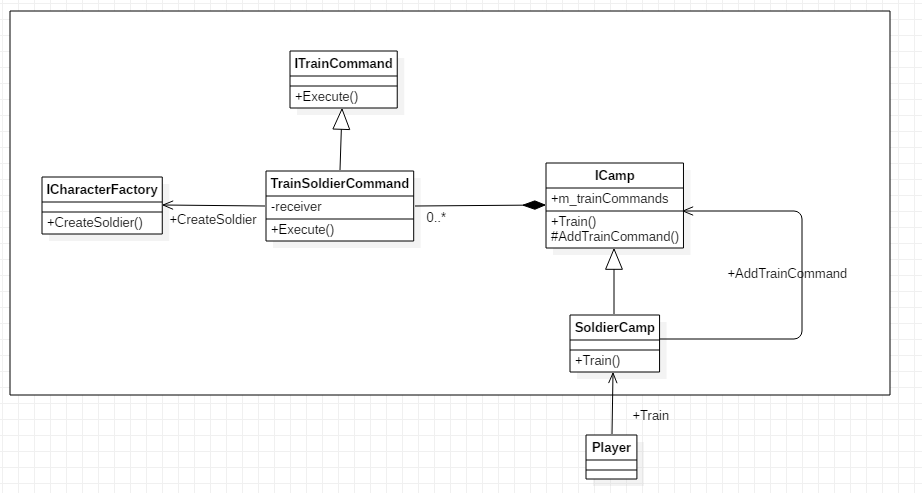 ITrainCommand
+Execute()
ICharacterFactory
+CreateSoldier()
+CreateSoldier
TrainSoldierCommand
-receiver
+Execute()
0..*
ICamp
+m_trainCommands
+Train()
#AddTrainCommand()
+AddTrainCommand
SoldierCamp
+Train()
+Train
Player